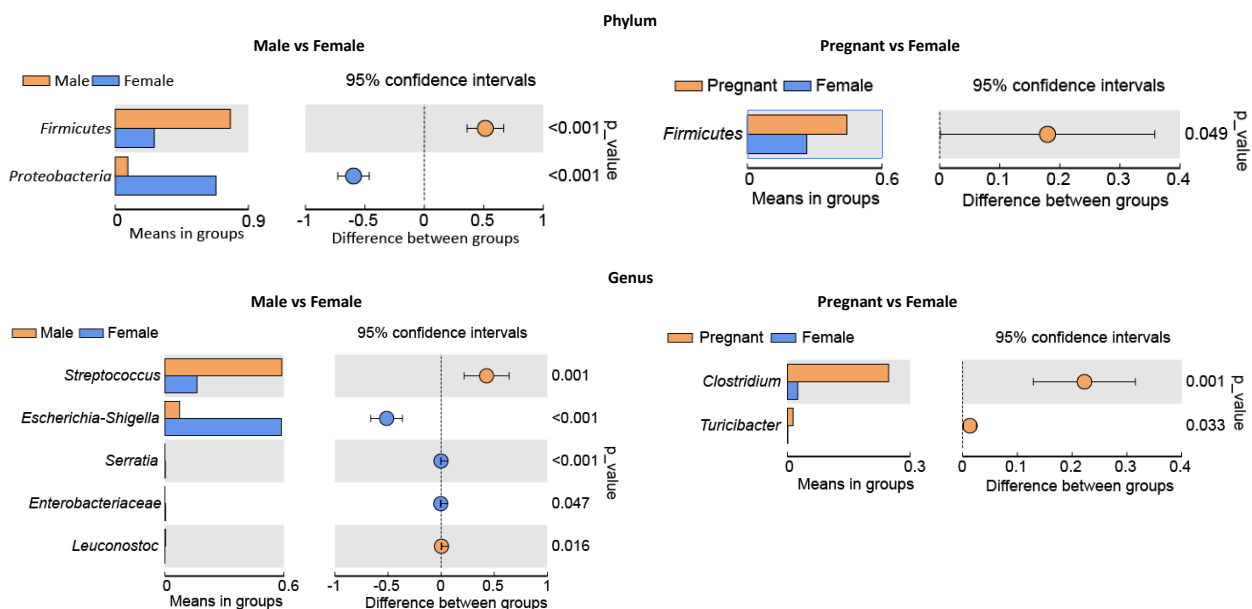 Phylum
Male vs Female
Male Female
95% confidence intervals
Firmicutes
<0.001
Proteobacteria
<0.001
p_value
0 0.9
Means in groups
-1 -0.5 0 0.5 1
Difference between groups
Pregnant vs Female
Pregnant Female
95% confidence intervals
Firmicutes
0.049
p_value
0 0.6
Means in groups
0 0.1 0.2 0.3 0.4
Difference between groups
Genus
Male vs Female
Male Female
95% confidence intervals
Streptococcus
0.001
Escherichia-Shigella
<0.001
Serratia
<0.001
Enterobacteriaceae
0.047
Leuconostoc
0.016
p_value
0 0.6
Means in groups
-1 -0.5 0 0.5 1
Difference between groups
Pregnant vs Female
Pregnant Female
95% confidence intervals
Clostridium
0.001
Turicibacter
0.033
p_value
0 0.3
Means in groups
0 0.1 0.2 0.3 0.4
Difference between groups